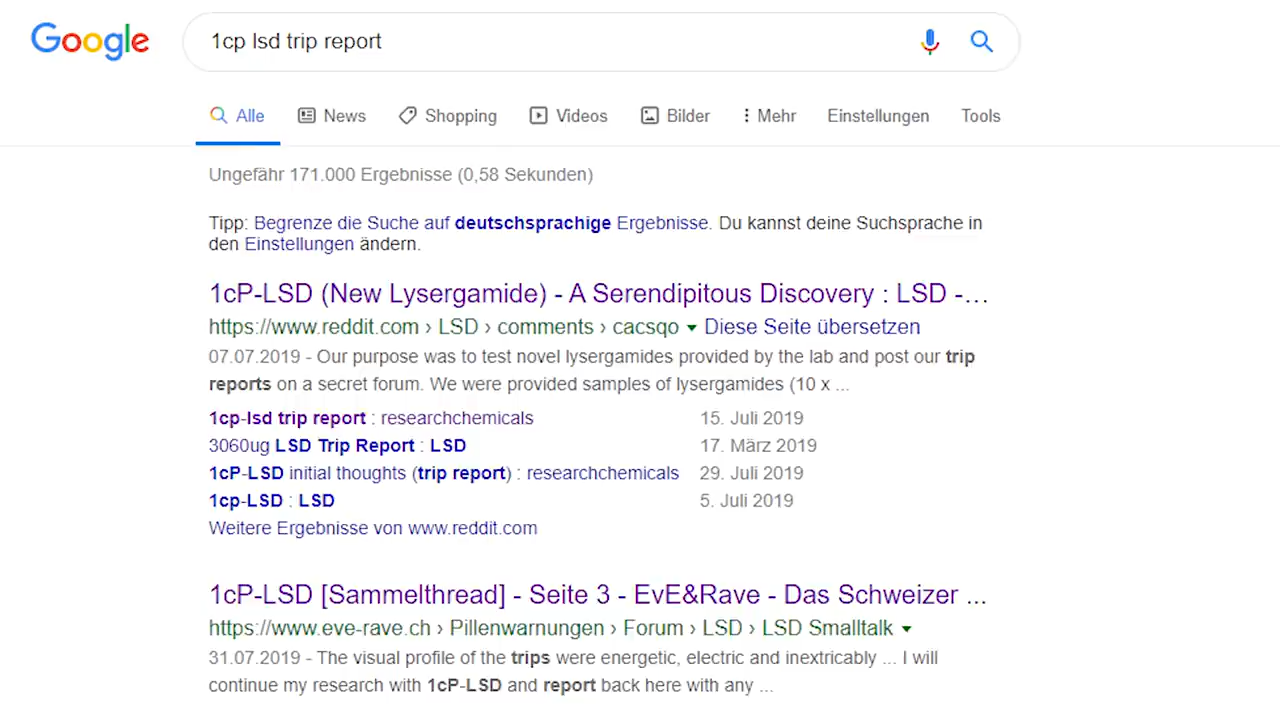 Google 1cp lsd trip report
Alle News Shopping Videos Bilder Mehr Einstellungen Tools
Ungefähr 171.000 Ergebnisse (0,58 Sekunden)
Tipp: Begrenze die Suche auf deutschsprachige Ergebnisse. Du kannst deine Suchsprache in
den Einstellungen ändern.
1cP-LSD (New Lysergamide) - A Serendipitous Discovery : LSD -...
https://www.reddit.com › LSD › comments › cacsqo ▾ Diese Seite übersetzen
07.07.2019 - Our purpose was to test novel lysergamides provided by the lab and post our trip
reports on a secret forum. We were provided samples of lysergamides (10 x ...
1cp-lsd trip report : researchchemicals 15. Juli 2019
3060ug LSD Trip Report : LSD 17. März 2019
1cP-LSD initial thoughts (trip report) : researchchemicals 29. Juli 2019
1cp-LSD : LSD 5. Juli 2019
Weitere Ergebnisse von www.reddit.com
1cP-LSD [Sammelthread] - Seite 3 - EvE&Rave - Das Schweizer ...
https://www.eve-rave.ch › Pillenwarnungen › Forum › LSD › LSD Smalltalk ▾
31.07.2019 - The visual profile of the trips were energetic, electric and inextricably ... I will
continue my research with 1cP-LSD and report back here with any ...